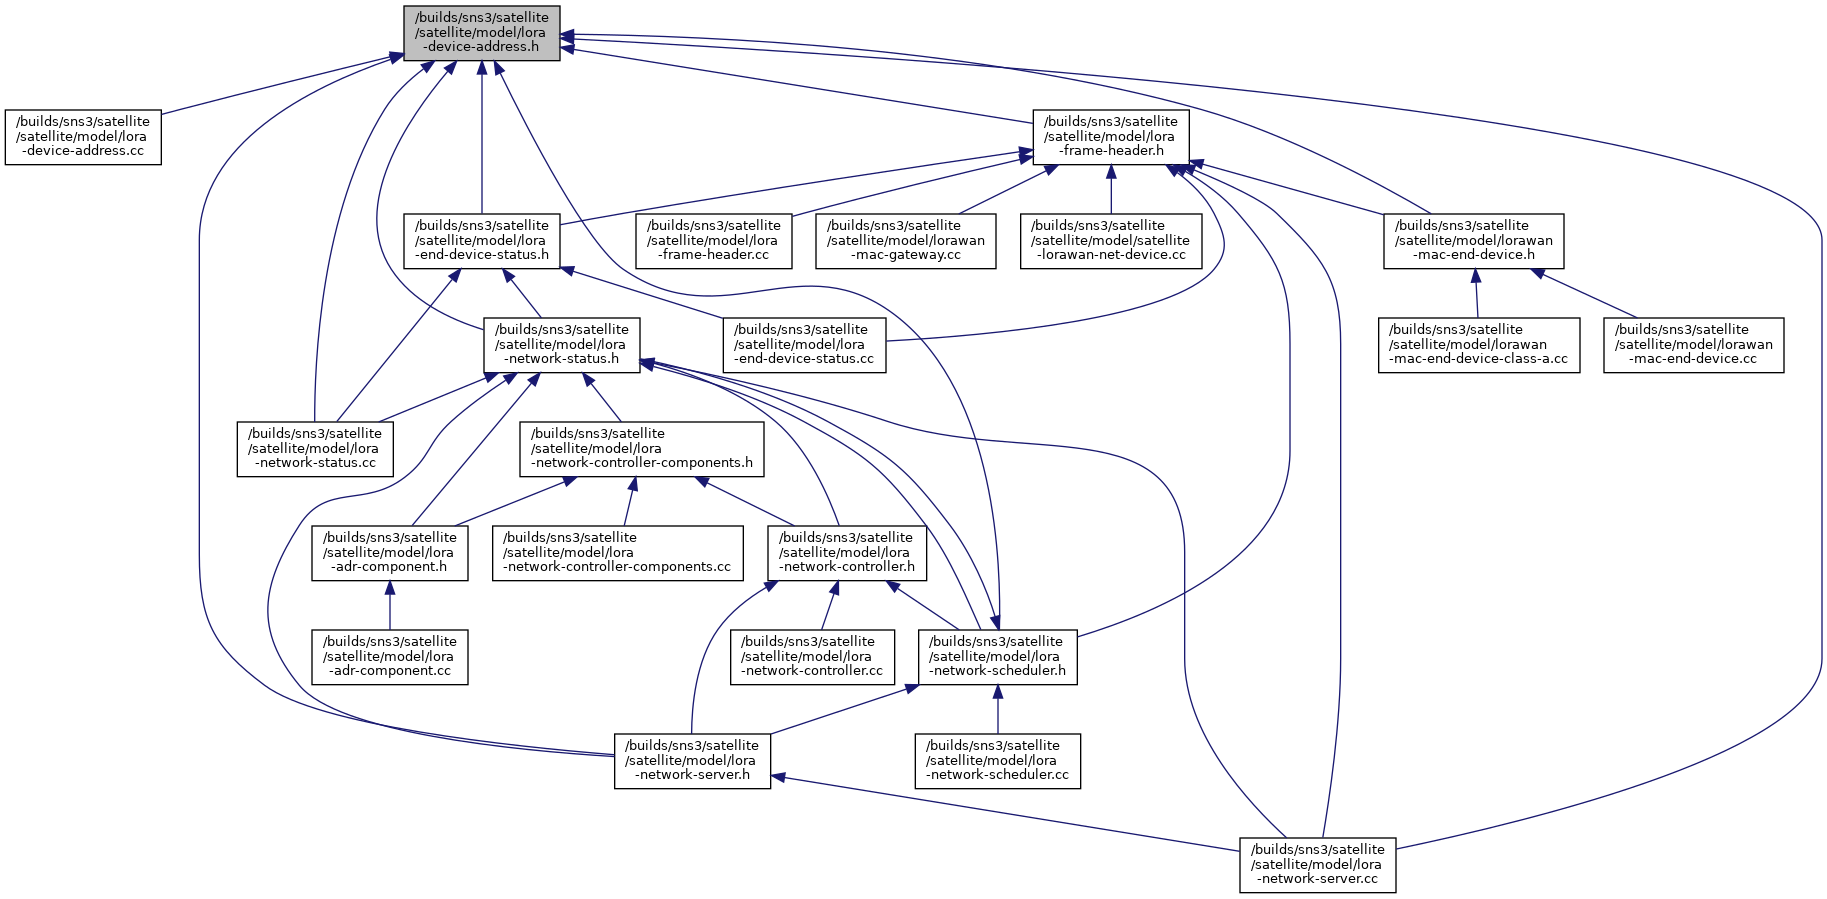 /builds/sns3/satellite
/satellite/model/lora
-device-address.h
/builds/sns3/satellite
/satellite/model/lora
-device-address.cc
/builds/sns3/satellite
/satellite/model/lora
-frame-header.h
/builds/sns3/satellite
/satellite/model/lora
-end-device-status.h
/builds/sns3/satellite
/satellite/model/lora
-frame-header.cc
/builds/sns3/satellite
/satellite/model/lorawan
-mac-gateway.cc
/builds/sns3/satellite
/satellite/model/satellite
-lorawan-net-device.cc
/builds/sns3/satellite
/satellite/model/lorawan
-mac-end-device.h
/builds/sns3/satellite
/satellite/model/lora
-network-status.h
/builds/sns3/satellite
/satellite/model/lora
-end-device-status.cc
/builds/sns3/satellite
/satellite/model/lorawan
-mac-end-device-class-a.cc
/builds/sns3/satellite
/satellite/model/lorawan
-mac-end-device.cc
/builds/sns3/satellite
/satellite/model/lora
-network-status.cc
/builds/sns3/satellite
/satellite/model/lora
-network-controller-components.h
/builds/sns3/satellite
/satellite/model/lora
-adr-component.h
/builds/sns3/satellite
/satellite/model/lora
-network-controller-components.cc
/builds/sns3/satellite
/satellite/model/lora
-network-controller.h
/builds/sns3/satellite
/satellite/model/lora
-adr-component.cc
/builds/sns3/satellite
/satellite/model/lora
-network-controller.cc
/builds/sns3/satellite
/satellite/model/lora
-network-scheduler.h
/builds/sns3/satellite
/satellite/model/lora
-network-server.h
/builds/sns3/satellite
/satellite/model/lora
-network-scheduler.cc
/builds/sns3/satellite
/satellite/model/lora
-network-server.cc